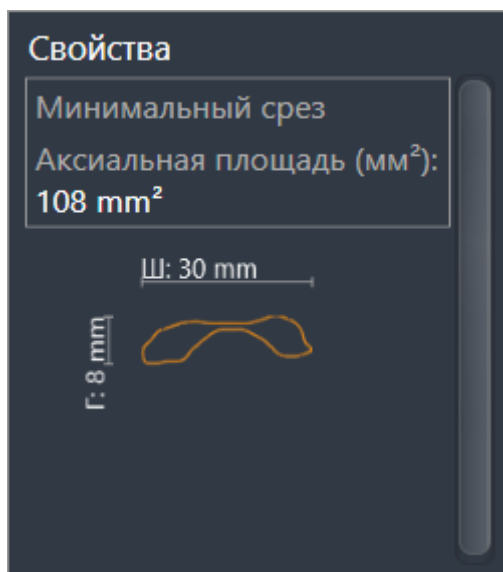 Свойства
Минимальный срез
Аксиальная площадь (мм²):
108 mm²
Ш: 30 mm
Г: 8 mm